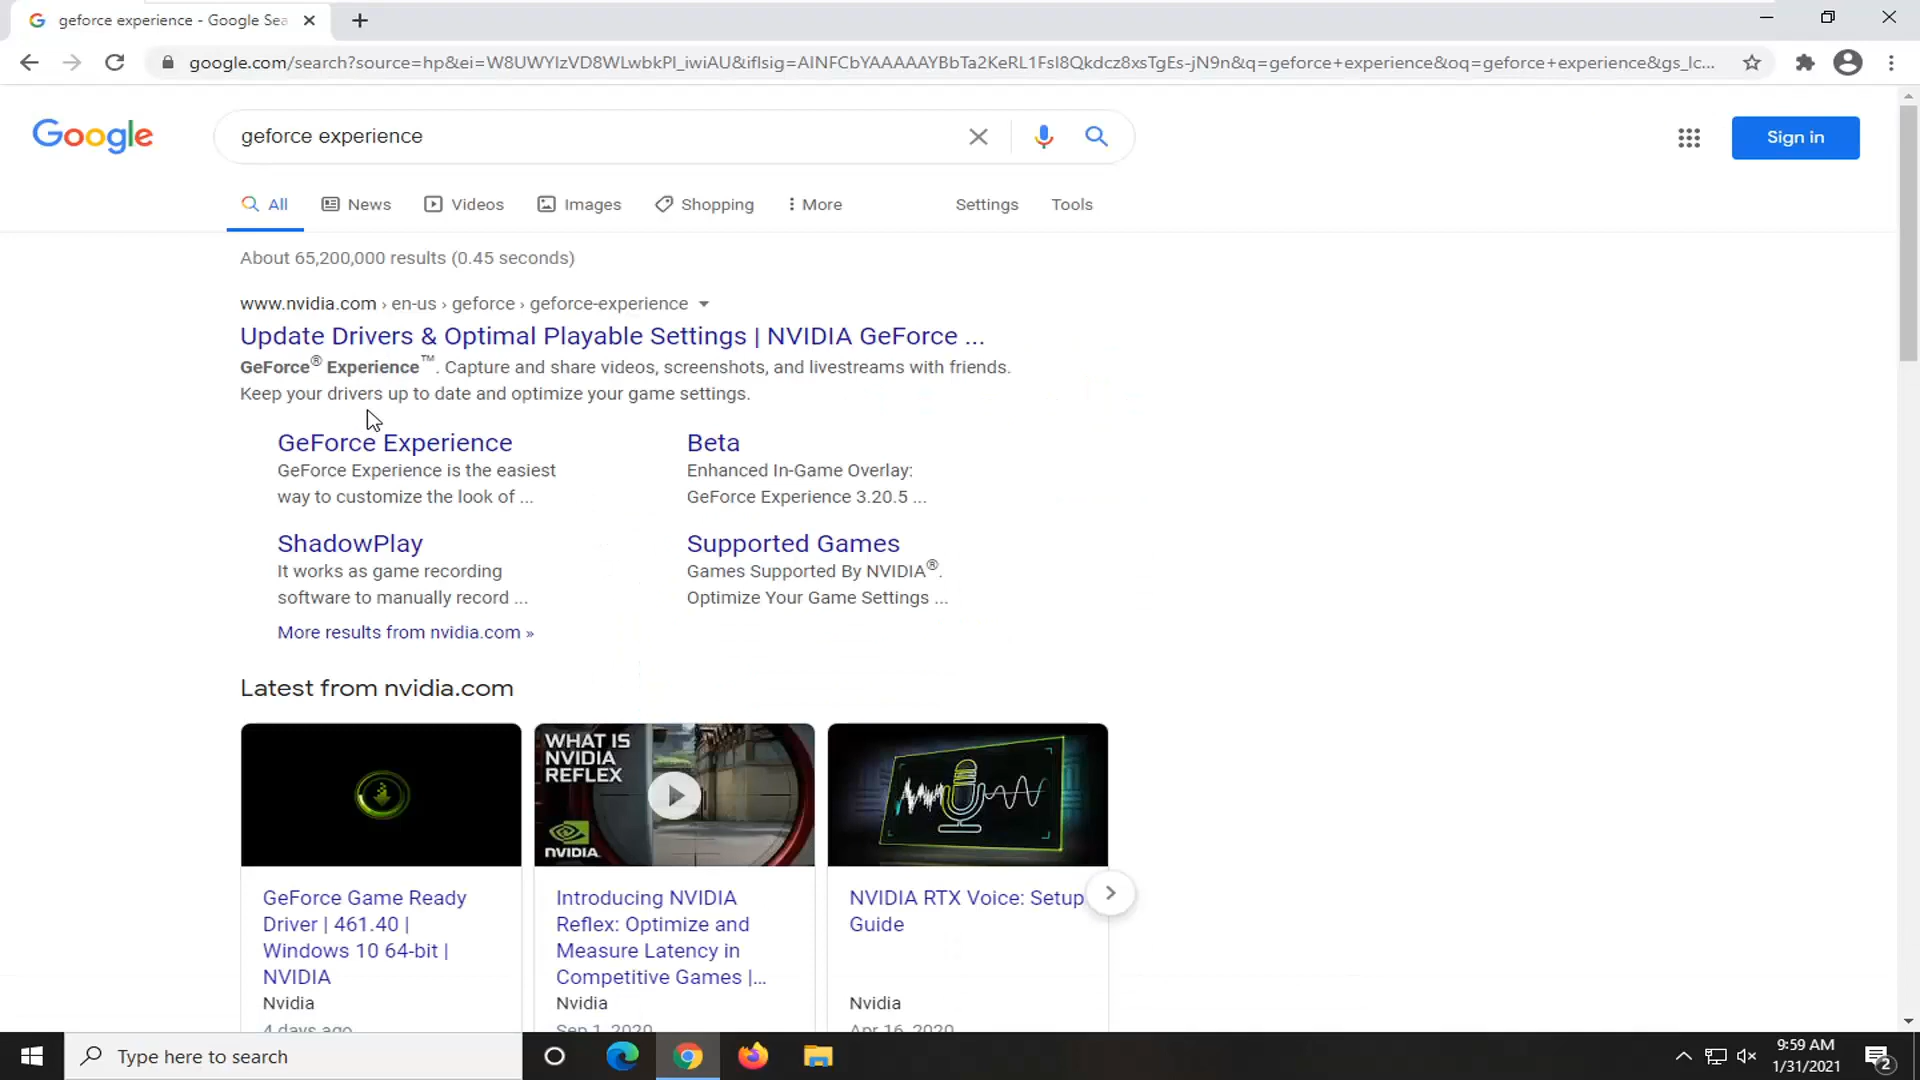 geforce experience - Google Sea
google.com/search?source=hp&ei=W8UWYIzVD8WLwbkPl_iwiAU&iflsig=AINFCbYAAAAAYBbTa2KeRL1Fsl8Qkdcz8xsTgEs-jN9n&q=geforce+experience&oq=geforce+experience&gs_lc...
Google
geforce experience
Sign in
All News Videos Images Shopping More Settings Tools
About 65,200,000 results (0.45 seconds)
www.nvidia.com › en-us › geforce › geforce-experience
Update Drivers & Optimal Playable Settings | NVIDIA GeForce ...
GeForce® Experience™. Capture and share videos, screenshots, and livestreams with friends.
Keep your drivers up to date and optimize your game settings.
GeForce Experience
GeForce Experience is the easiest
way to customize the look of ...
Beta
Enhanced In-Game Overlay:
GeForce Experience 3.20.5 ...
ShadowPlay
It works as game recording
software to manually record ...
Supported Games
Games Supported By NVIDIA®.
Optimize Your Game Settings ...
More results from nvidia.com »
Latest from nvidia.com
WHAT IS
NVIDIA
REFLEX
NVIDIA.
GeForce Game Ready
Driver | 461.40 |
Windows 10 64-bit |
NVIDIA
Nvidia
4 days ago
Introducing NVIDIA
Reflex: Optimize and
Measure Latency in
Competitive Games |...
Nvidia
Sep 1, 2020
NVIDIA RTX Voice: Setup
Guide
Nvidia
Apr 16, 2020
Type here to search
9:59 AM
1/31/2021
2